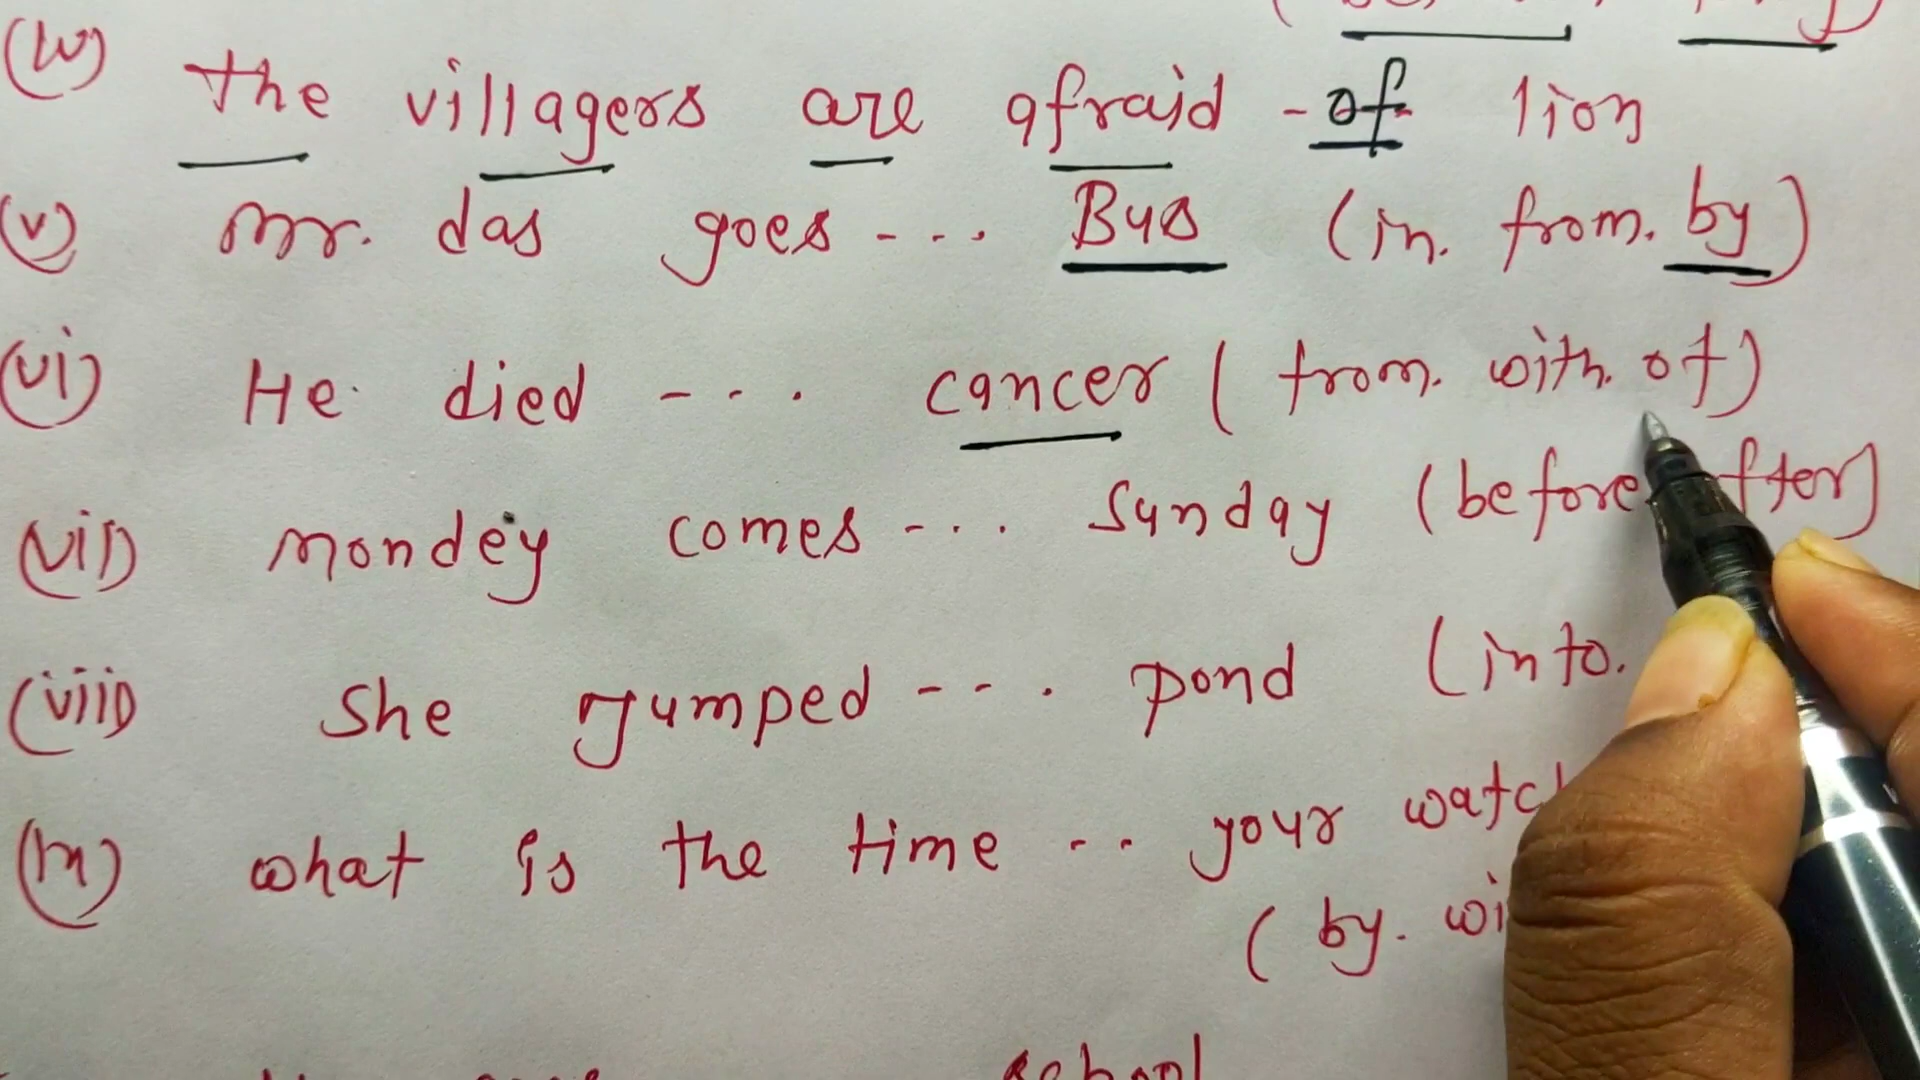 (iv) The villagers are afraid - of - lion
(v) mr. das goes - - . . Bus (in. from. by)
(vi) He died - - . . cancer ( from. with. of)
(vii) mondey comes - - . . Sunday (before
(viii) She Jumped - - - . pond (into.
(ix) what is the time - - your watch
( by.
school